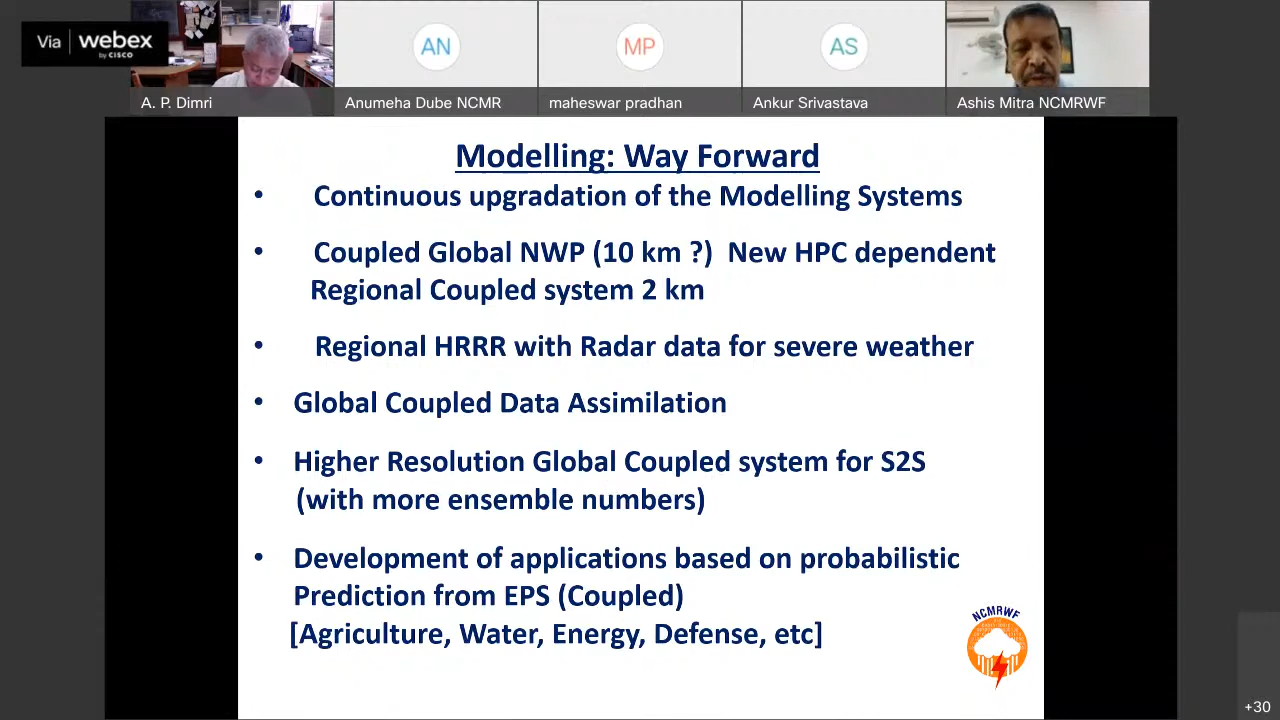 Via webex
by CISCO
AN
MP
AS
A. P. Dimri
Anumeha Dube NCMR
maheswar pradhan
Ankur Srivastava
Ashis Mitra NCMRWF
Modelling: Way Forward
• Continuous upgradation of the Modelling Systems
• Coupled Global NWP (10 km ?) New HPC dependent
Regional Coupled system 2 km
• Regional HRRR with Radar data for severe weather
• Global Coupled Data Assimilation
• Higher Resolution Global Coupled system for S2S
(with more ensemble numbers)
• Development of applications based on probabilistic
Prediction from EPS (Coupled)
[Agriculture, Water, Energy, Defense, etc]
NCMRWF
+30